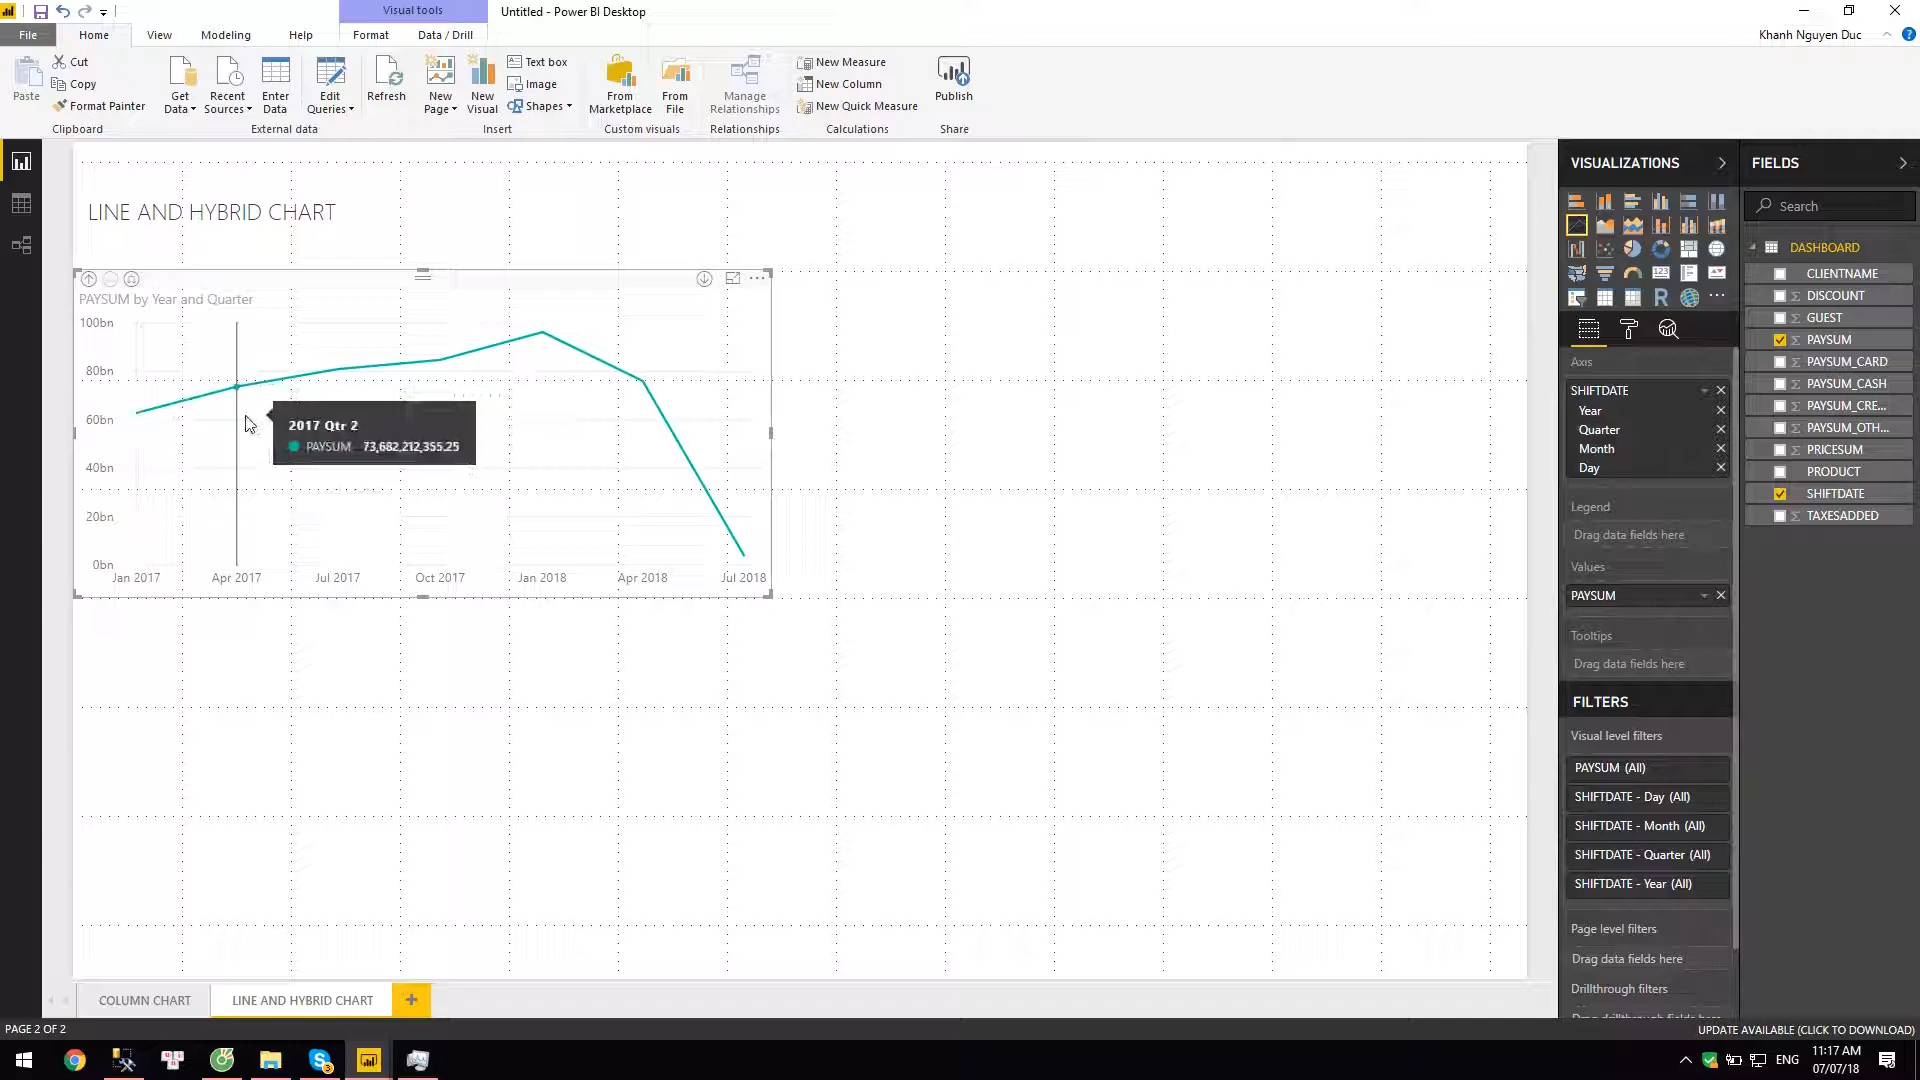 Visual tools
Untitled - Power BI Desktop
File
Home
View
Modeling
Help
Format
Data / Drill
Khanh Nguyen Duc
Paste
Cut
Copy
Format Painter
Clipboard
Get Data
Recent Sources
Enter Data
Edit Queries
External data
Refresh
New Page
New Visual
Text box
Image
Shapes
Insert
From Marketplace
From File
Custom visuals
Manage Relationships
Relationships
New Measure
New Column
New Quick Measure
Calculations
Publish
Share
LINE AND HYBRID CHART
PAYSUM by Year and Quarter
100bn
80bn
60bn
40bn
20bn
0bn
2017 Qtr 2
PAYSUM 73,682,212,355.25
Jan 2017
Apr 2017
Jul 2017
Oct 2017
Jan 2018
Apr 2018
Jul 2018
VISUALIZATIONS
123
R
Axis
SHIFTDATE
Year
Quarter
Month
Day
Legend
Drag data fields here
Values
PAYSUM
Tooltips
Drag data fields here
FILTERS
Visual level filters
PAYSUM (All)
SHIFTDATE - Day (All)
SHIFTDATE - Month (All)
SHIFTDATE - Quarter (All)
SHIFTDATE - Year (All)
Page level filters
Drag data fields here
Drillthrough filters
Drag drillthrough fields here
FIELDS
Search
DASHBOARD
CLIENTNAME
DISCOUNT
GUEST
PAYSUM
PAYSUM_CARD
PAYSUM_CASH
PAYSUM_CRE...
PAYSUM_OTH...
PRICESUM
PRODUCT
SHIFTDATE
TAXESADDED
COLUMN CHART
LINE AND HYBRID CHART
PAGE 2 OF 2
UPDATE AVAILABLE (CLICK TO DOWNLOAD)
3
ENG
11:17 AM
07/07/18